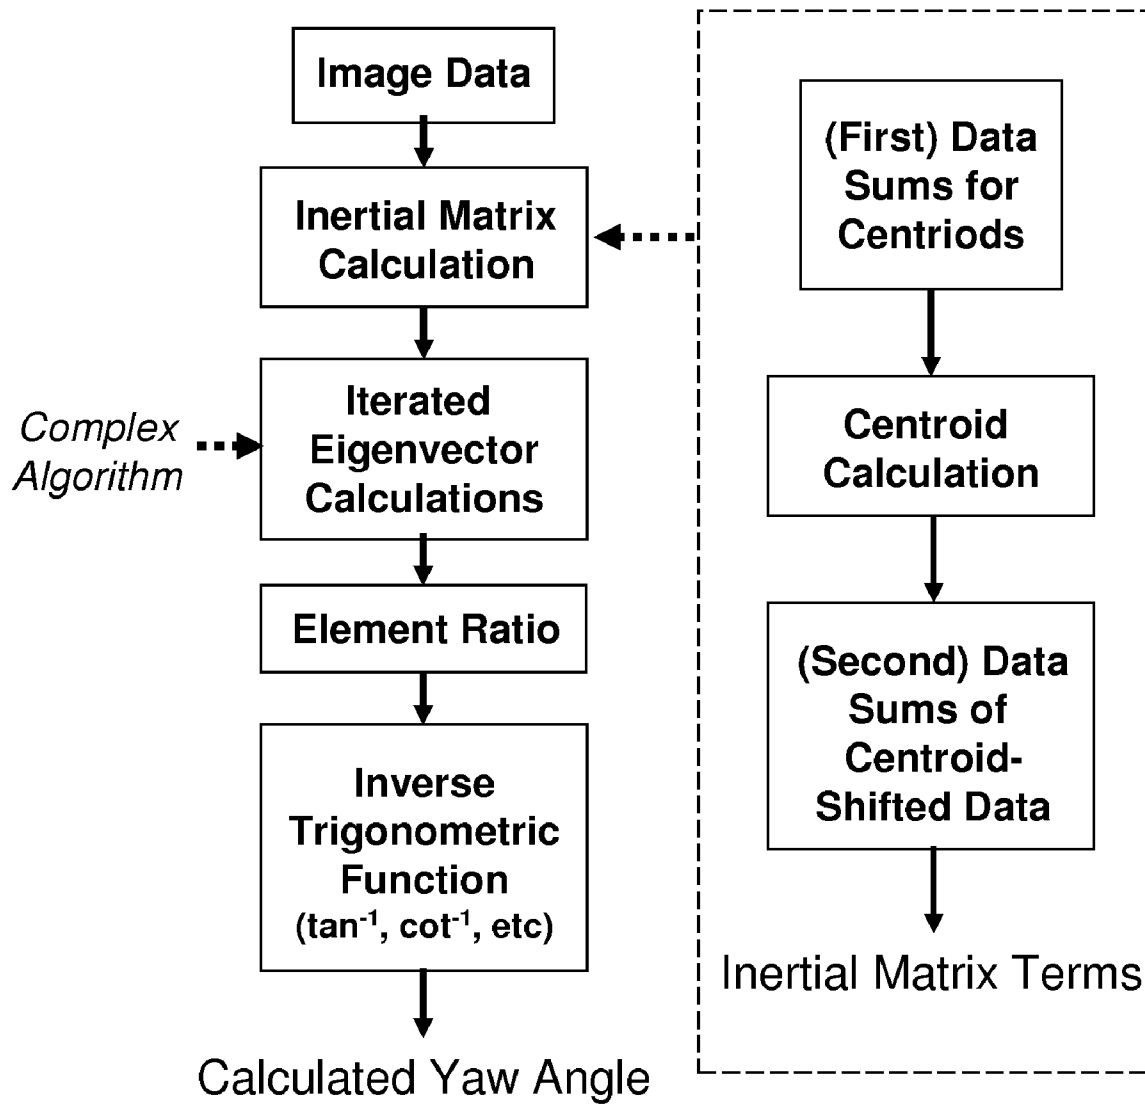 Image Data
Inertial Matrix
Calculation
Complex
Algorithm
Iterated
Eigenvector
Calculations
Element Ratio
Inverse
Trigonometric
Function
(tan⁻¹, cot⁻¹, etc)
Calculated Yaw Angle
(First) Data
Sums for
Centriods
Centroid
Calculation
(Second) Data
Sums of
Centroid-
Shifted Data
Inertial Matrix Terms